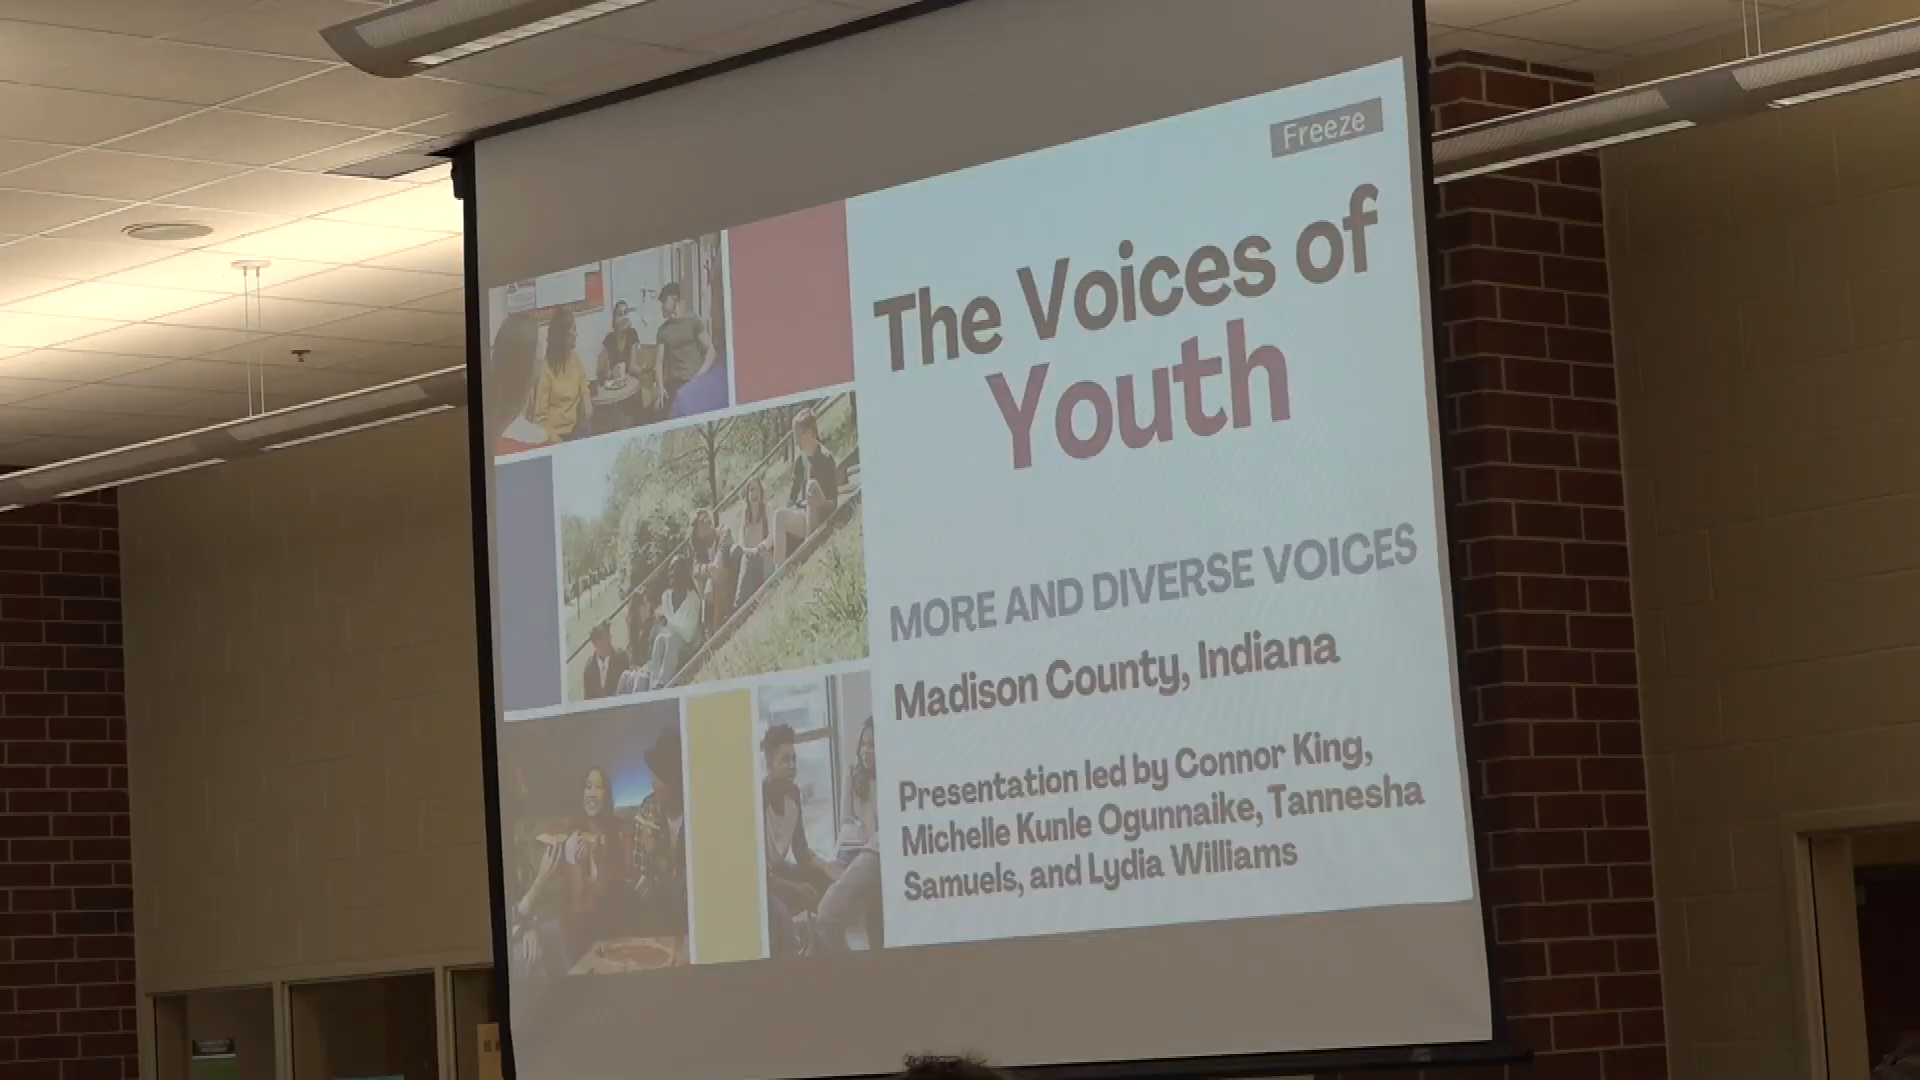 Freeze
The Voices of
Youth
MORE AND DIVERSE VOICES
Madison County, Indiana
Presentation led by Connor King,
Michelle Kunle Ogunnaike, Tannesha
Samuels, and Lydia Williams